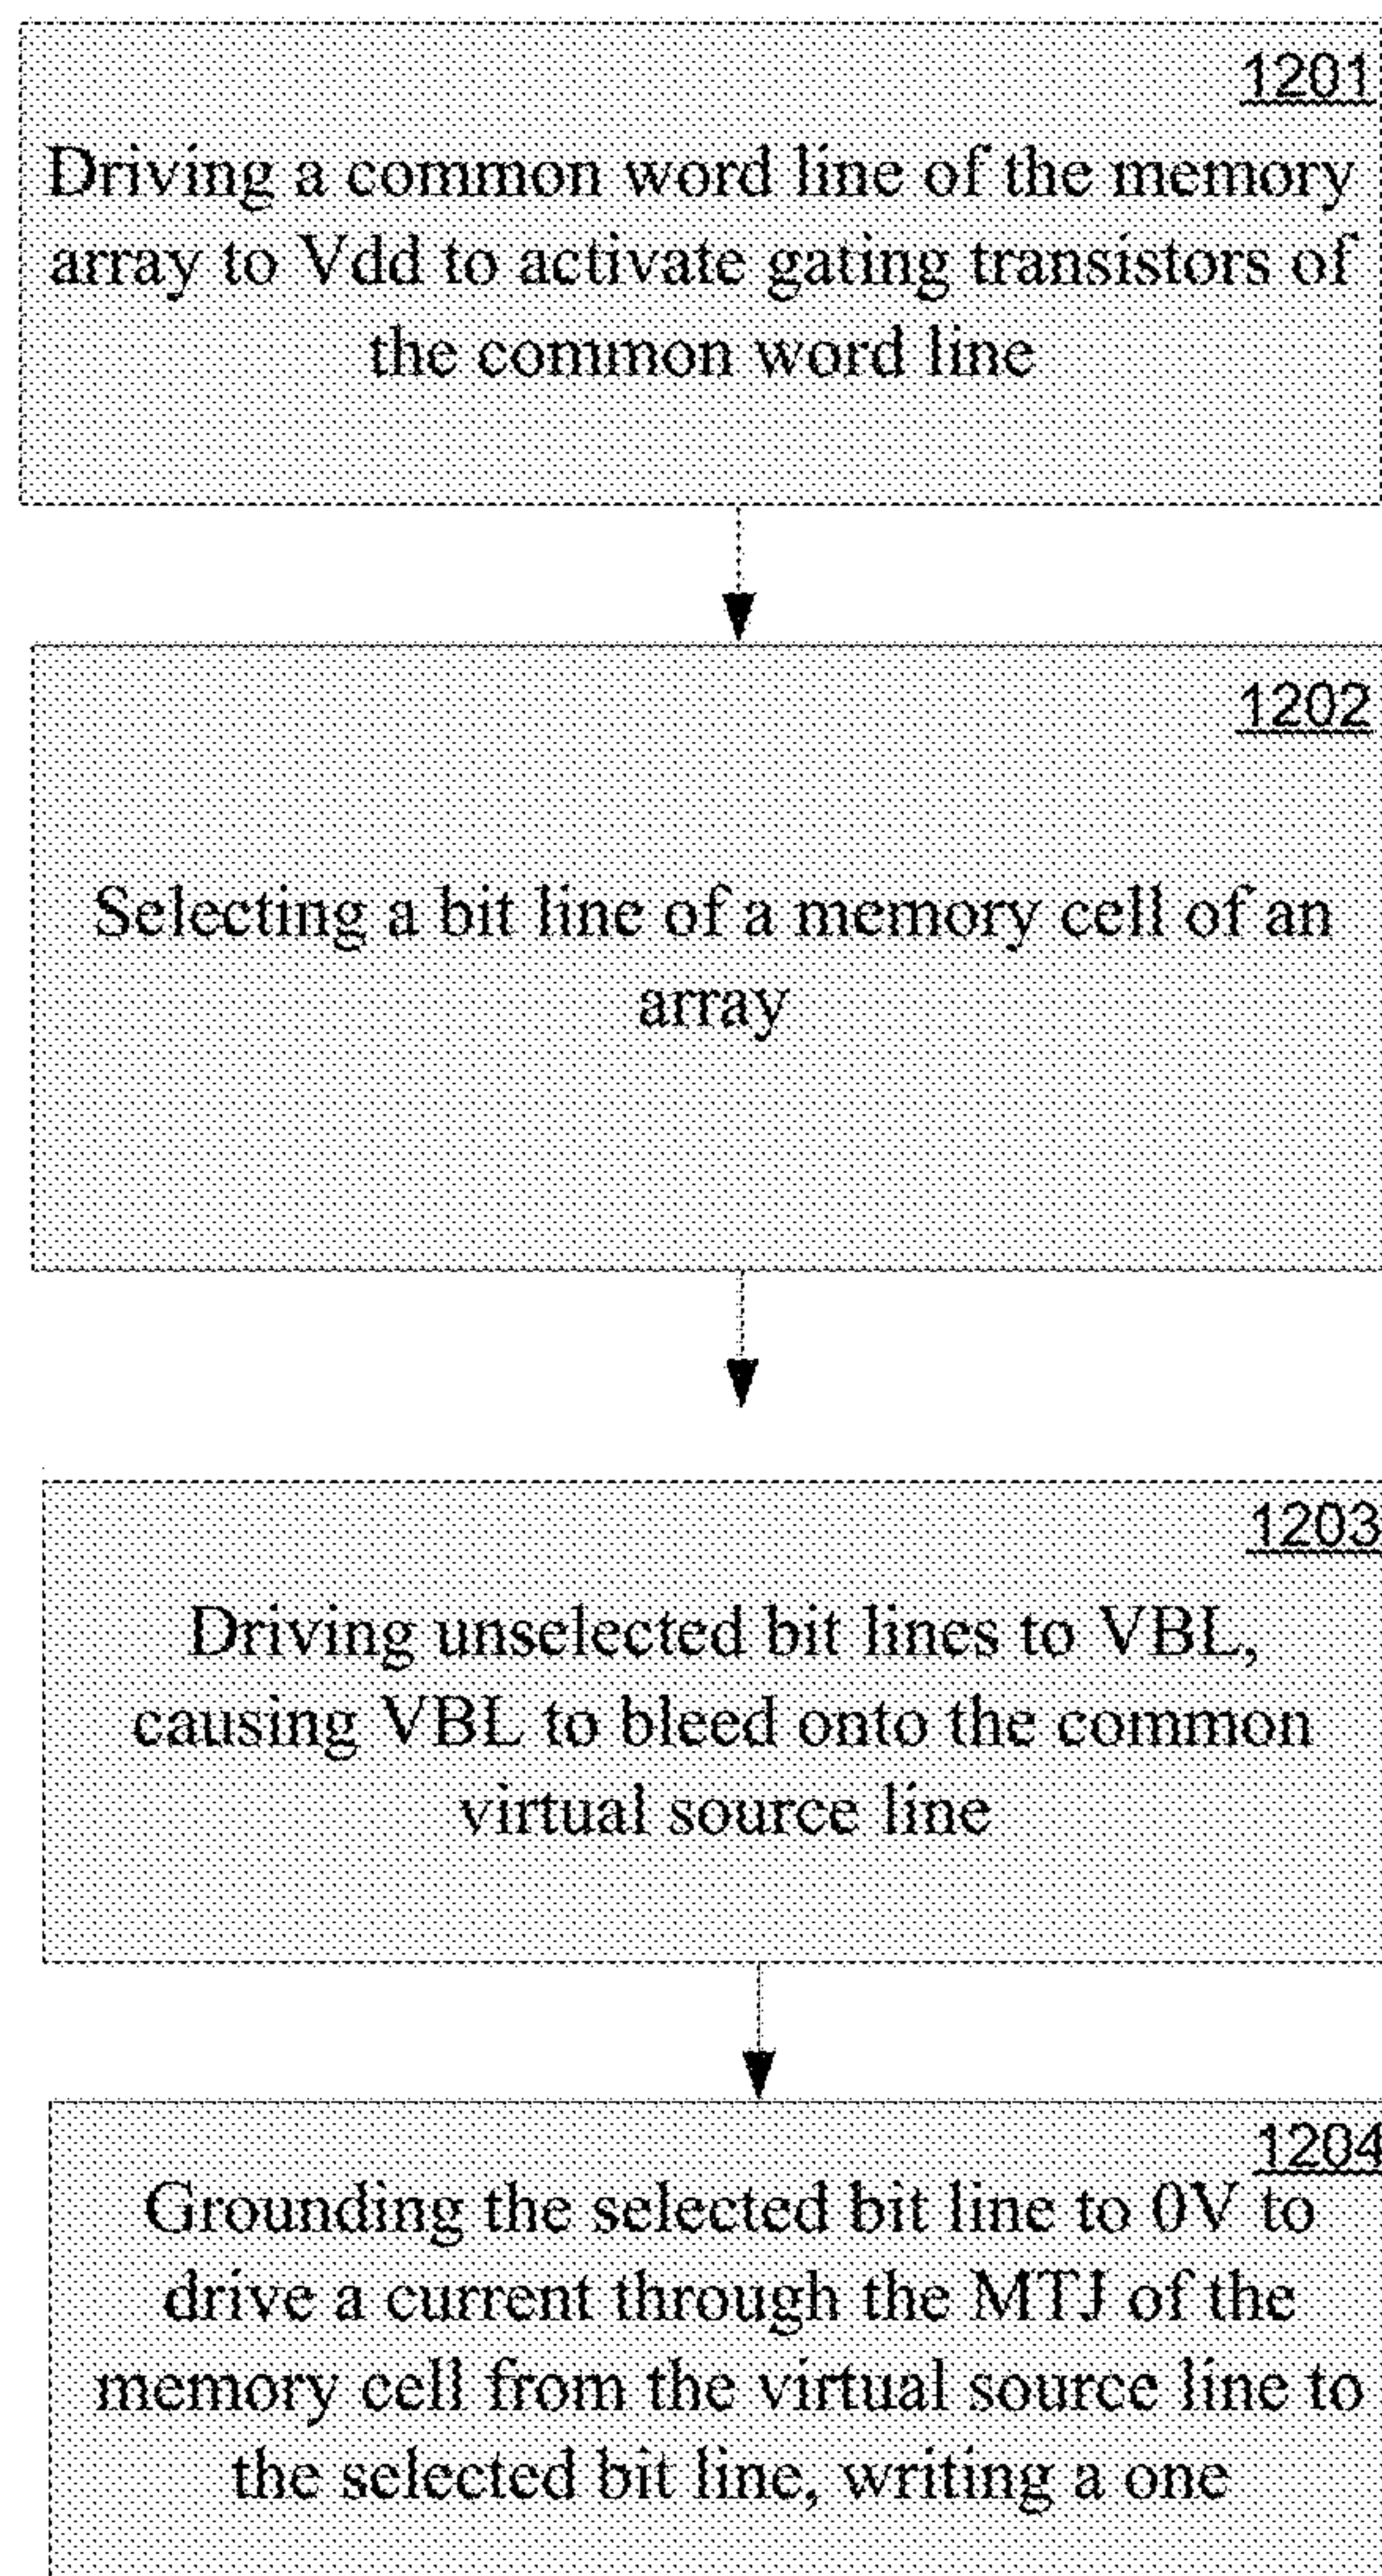 1201
Driving a common word line of the memory
array to Vdd to activate gating transistors of
the common word line
1202
Selecting a bit line of a memory cell of an
array
1203
Driving unselected bit lines to VBL,
causing VBL to bleed onto the common
virtual source line
1204
Grounding the selected bit line to 0V to
drive a current through the MTJ of the
memory cell from the virtual source line to
the selected bit line, writing a one